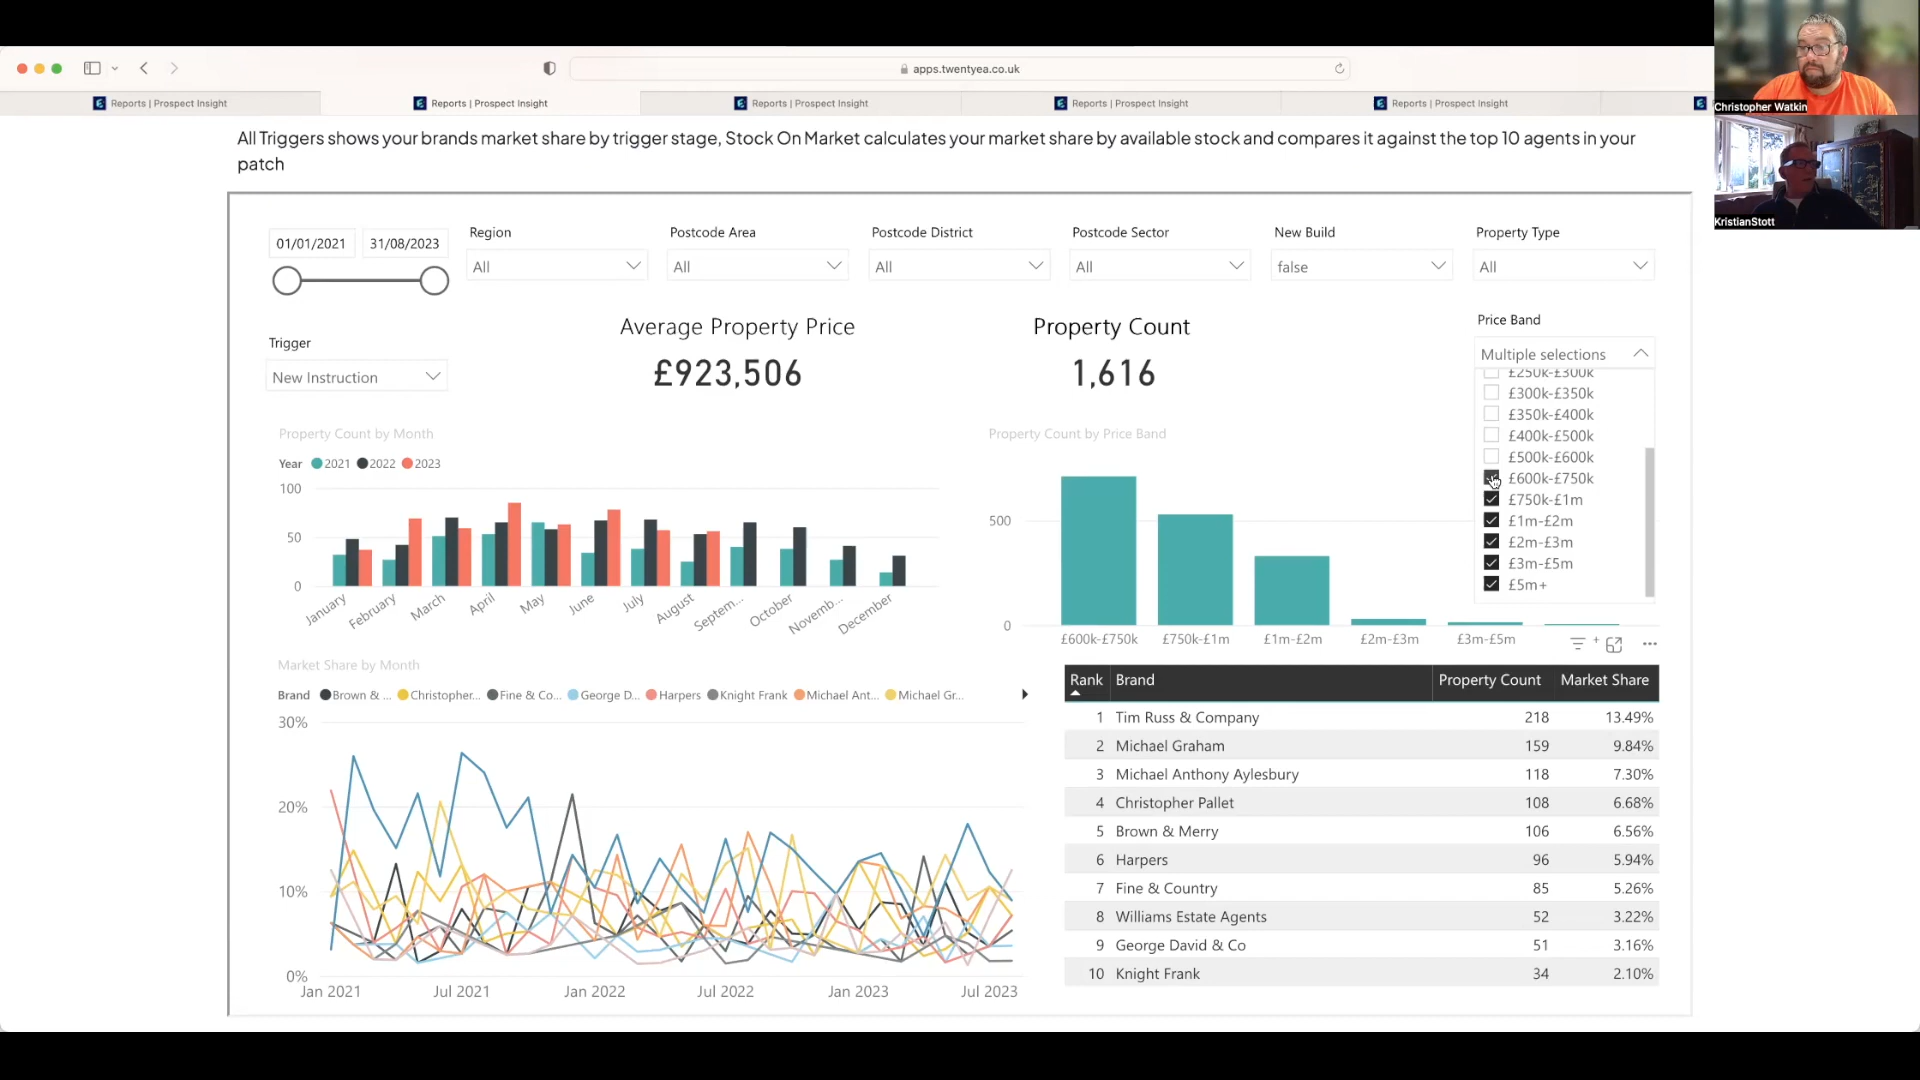 apps.twentyea.co.uk
Reports | Prospect Insight
Reports | Prospect Insight
Reports | Prospect Insight
Reports | Prospect Insight
Reports | Prospect Insight
Christopher Watkin
KristianStott
All Triggers shows your brands market share by trigger stage, Stock On Market calculates your market share by available stock and compares it against the top 10 agents in your
patch
01/01/2021
31/08/2023
Region
All
Postcode Area
All
Postcode District
All
Postcode Sector
All
New Build
false
Property Type
All
Trigger
New Instruction
Average Property Price
£923,506
Property Count
1,616
Price Band
Multiple selections
£250k-£300k
£300k-£350k
£350k-£400k
£400k-£500k
£500k-£600k
£600k-£750k
£750k-£1m
£1m-£2m
£2m-£3m
£3m-£5m
£5m+
Property Count by Month
Year 2021 2022 2023
100
50
0
January
February
March
April
May
June
July
August
Septem...
October
Novemb...
December
Property Count by Price Band
500
0
£600k-£750k
£750k-£1m
£1m-£2m
£2m-£3m
£3m-£5m
Market Share by Month
Brand Brown & ... Christopher... Fine & Co... George D... Harpers Knight Frank Michael Ant... Michael Gr...
30%
20%
10%
0%
Jan 2021
Jul 2021
Jan 2022
Jul 2022
Jan 2023
Jul 2023
Rank Brand Property Count Market Share
1 Tim Russ & Company 218 13.49%
2 Michael Graham 159 9.84%
3 Michael Anthony Aylesbury 118 7.30%
4 Christopher Pallet 108 6.68%
5 Brown & Merry 106 6.56%
6 Harpers 96 5.94%
7 Fine & Country 85 5.26%
8 Williams Estate Agents 52 3.22%
9 George David & Co 51 3.16%
10 Knight Frank 34 2.10%